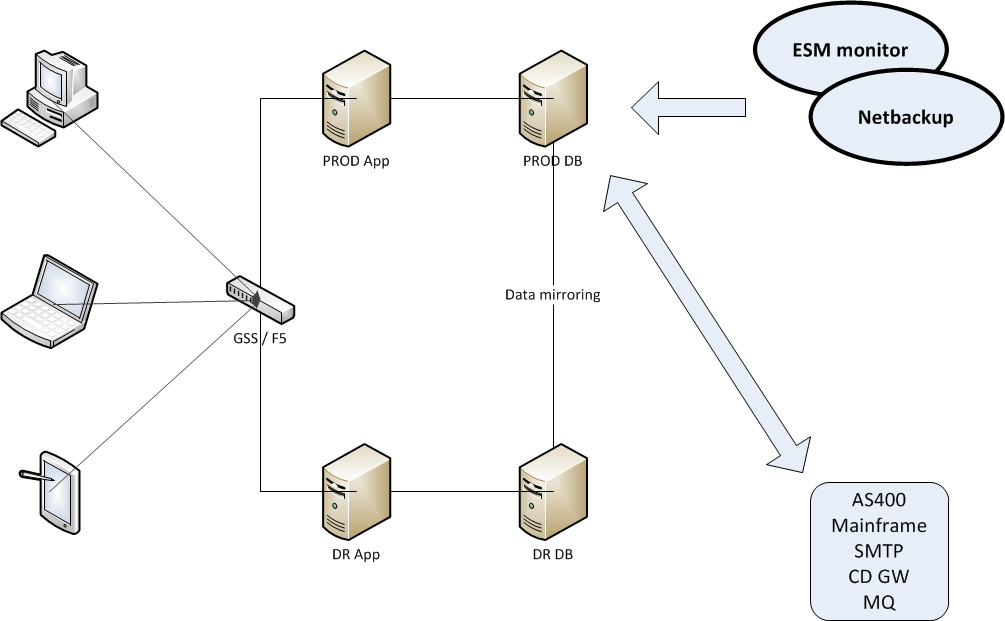 ESM monitor
Netbackup
PROD App
PROD DB
Data mirroring
GSS / F5
DR App
DR DB
AS400
Mainframe
SMTP
CD GW
MQ